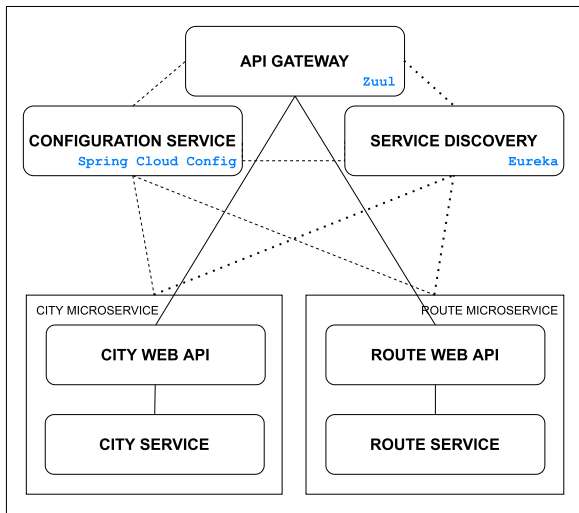 API GATEWAY
Zuul
CONFIGURATION SERVICE
Spring Cloud Config
SERVICE DISCOVERY
Eureka
CITY MICROSERVICE
CITY WEB API
CITY SERVICE
ROUTE MICROSERVICE
ROUTE WEB API
ROUTE SERVICE